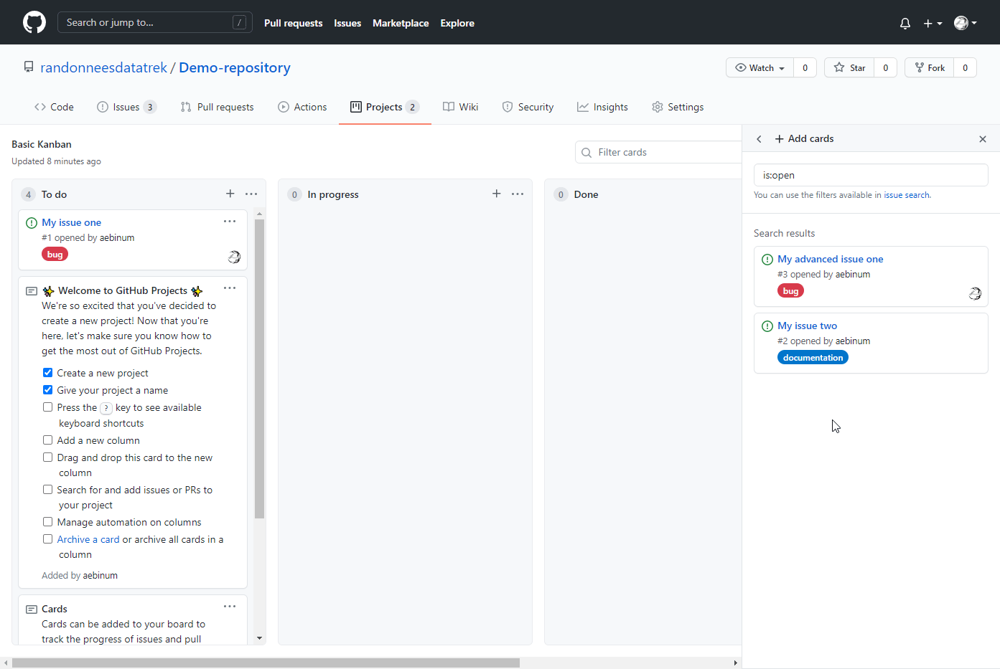 Search or jump to... /
Pull requests Issues Marketplace Explore
randonneesdatatrek / Demo-repository
Watch 0 Star 0 Fork 0
Code Issues 3 Pull requests Actions Projects 2 Wiki Security Insights Settings
Basic Kanban
Updated 8 minutes ago
Filter cards
4 To do
My issue one
#1 opened by aebinum
bug
Welcome to GitHub Projects
We're so excited that you've decided to
create a new project! Now that you're
here, let's make sure you know how to
get the most out of GitHub Projects.
Create a new project
Give your project a name
Press the ? key to see available
keyboard shortcuts
Add a new column
Drag and drop this card to the new
column
Search for and add issues or PRs to
your project
Manage automation on columns
Archive a card or archive all cards in a
column
Added by aebinum
Cards
Cards can be added to your board to
track the progress of issues and pull
0 In progress
0 Done
Add cards
is:open
You can use the filters available in issue search.
Search results
My advanced issue one
#3 opened by aebinum
bug
My issue two
#2 opened by aebinum
documentation